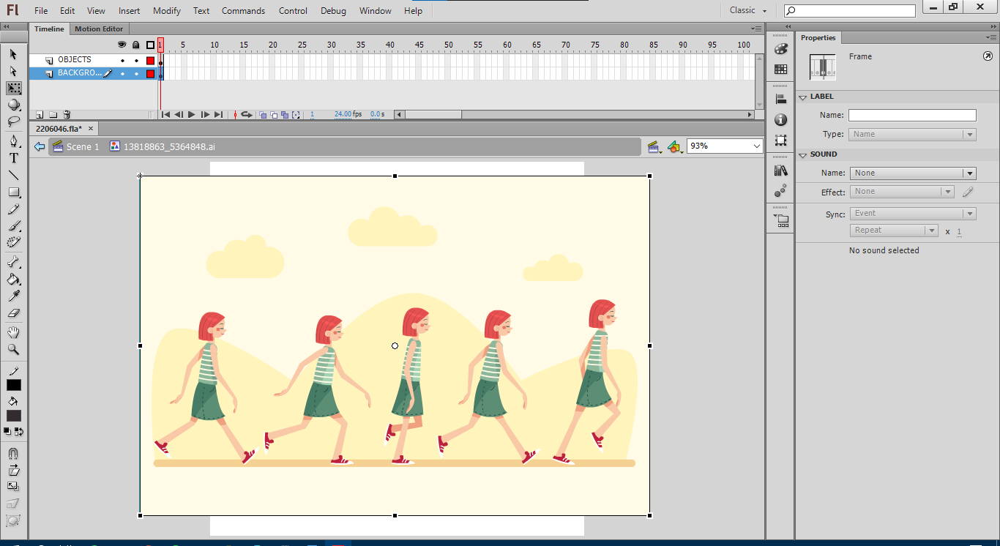 Fl File Edit View Insert Modify Text Commands Control Debug Window Help Classic
Timeline Motion Editor
1 5 10 15 20 25 30 35 40 45 50 55 60 65 70 75 80 85 90 95 100
OBJECTS
BACKGRO...
1 24.00 fps 0.0 s
2206046.fla*
Scene 1 13818863_5364848.ai 93%
T
Properties
Frame
LABEL
Name:
Type: Name
SOUND
Name: None
Effect: None
Sync: Event
Repeat x 1
No sound selected